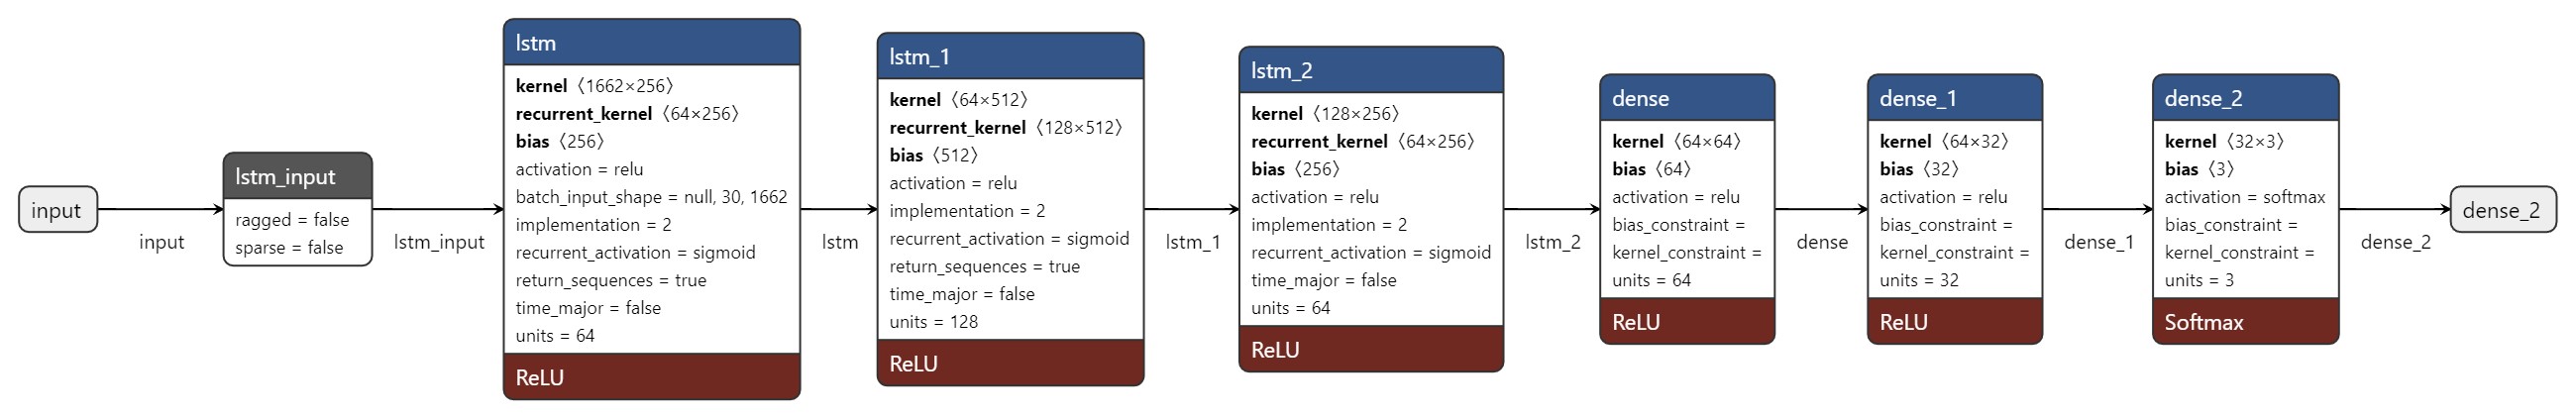 input
input
lstm_input
ragged = false
sparse = false
lstm_input
lstm
kernel 〈1662×256〉
recurrent_kernel 〈64×256〉
bias 〈256〉
activation = relu
batch_input_shape = null, 30, 1662
implementation = 2
recurrent_activation = sigmoid
return_sequences = true
time_major = false
units = 64
ReLU
lstm
lstm_1
kernel 〈64×512〉
recurrent_kernel 〈128×512〉
bias 〈512〉
activation = relu
implementation = 2
recurrent_activation = sigmoid
return_sequences = true
time_major = false
units = 128
ReLU
lstm_1
lstm_2
kernel 〈128×256〉
recurrent_kernel 〈64×256〉
bias 〈256〉
activation = relu
implementation = 2
recurrent_activation = sigmoid
time_major = false
units = 64
ReLU
lstm_2
dense
kernel 〈64×64〉
bias 〈64〉
activation = relu
bias_constraint =
kernel_constraint =
units = 64
ReLU
dense
dense_1
kernel 〈64×32〉
bias 〈32〉
activation = relu
bias_constraint =
kernel_constraint =
units = 32
ReLU
dense_1
dense_2
kernel 〈32×3〉
bias 〈3〉
activation = softmax
bias_constraint =
kernel_constraint =
units = 3
Softmax
dense_2
dense_2